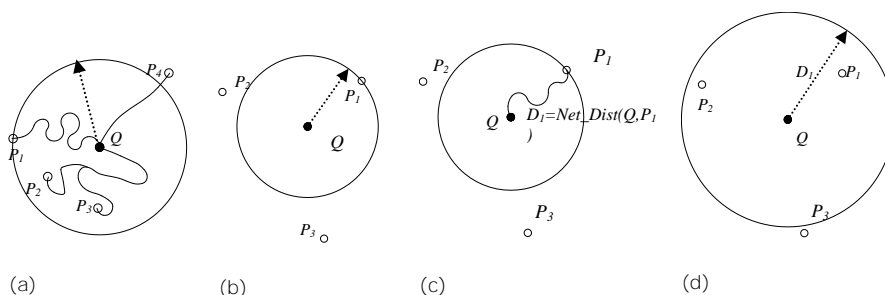 P4
Q
P1
P2
P3
(a)
P2
P1
Q
P3
(b)
P1
P2
Q
D1=Net_Dist(Q,P1
)
P3
(c)
D1
P1
P2
Q
P3
(d)